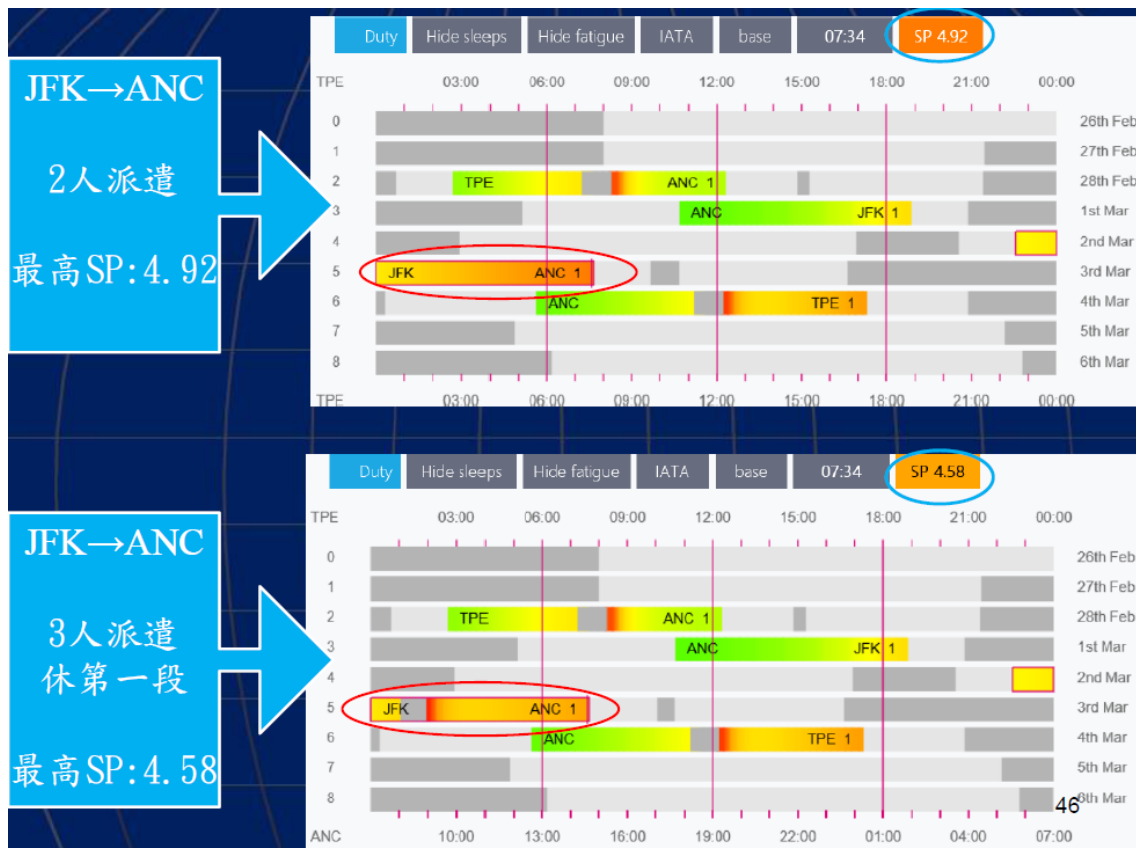 Duty Hide sleeps Hide fatigue IATA base 07:34 SP 4.92
JFK→ANC
2人派遣
最高SP:4.92
TPE 03:00 06:00 09:00 12:00 15:00 18:00 21:00 00:00
0 26th Feb
1 27th Feb
2 TPE ANC 1 28th Feb
3 ANC JFK 1 1st Mar
4 2nd Mar
5 JFK ANC 1 3rd Mar
6 ANC TPE 1 4th Mar
7 5th Mar
8 6th Mar
TPE 03:00 06:00 09:00 12:00 15:00 18:00 21:00 00:00
Duty Hide sleeps Hide fatigue IATA base 07:34 SP 4.58
JFK→ANC
3人派遣
休第一段
最高SP:4.58
TPE 03:00 06:00 09:00 12:00 15:00 18:00 21:00 00:00
0 26th Feb
1 27th Feb
2 TPE ANC 1 28th Feb
3 ANC JFK 1 1st Mar
4 2nd Mar
5 JFK ANC 1 3rd Mar
6 ANC TPE 1 4th Mar
7 5th Mar
8 6th Mar
46
ANC 10:00 13:00 16:00 19:00 22:00 01:00 04:00 07:00